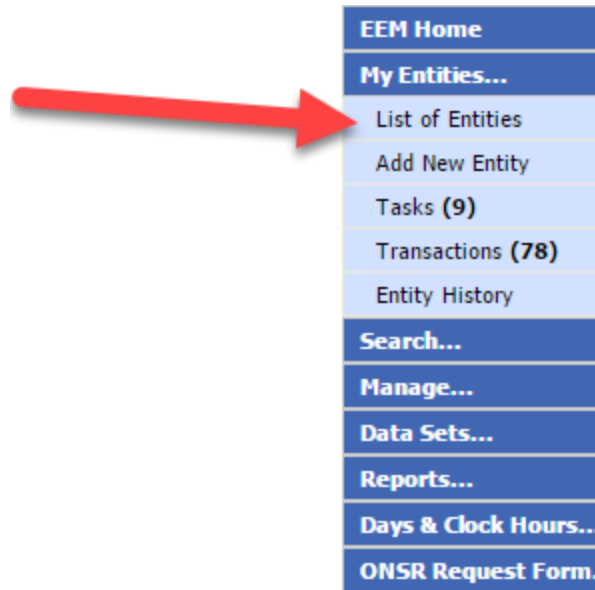 EEM Home
My Entities...
List of Entities
Add New Entity
Tasks (9)
Transactions (78)
Entity History
Search...
Manage...
Data Sets...
Reports...
Days & Clock Hours...
ONSR Request Form.